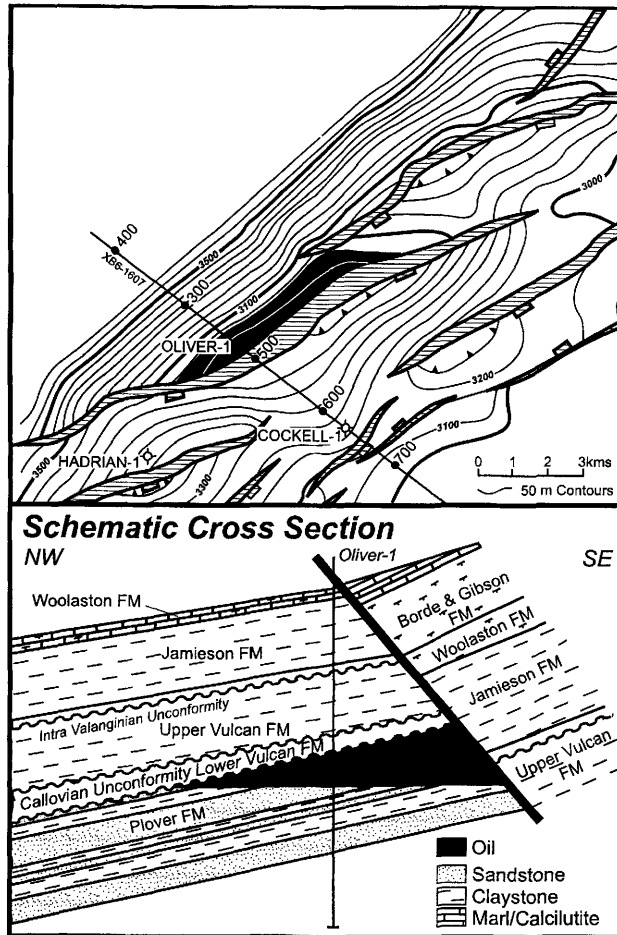 400
XB6-1607
3500
300
3100
OLIVER-1
500
3000
600
3200
COCKELL-1
3100
700
HADRIAN-1
3500
3300
0 1 2 3kms
50 m Contours
Schematic Cross Section
NW
Oliver-1
SE
Woolaston FM
Borde & Gibson
FM
Woolaston FM
Jamieson FM
Jamieson FM
Intra Valanginian Unconformity
Upper Vulcan FM
Callovian Unconformity Lower Vulcan FM
Upper Vulcan
FM
Plover FM
Oil
Sandstone
Claystone
Marl/Calcilutite